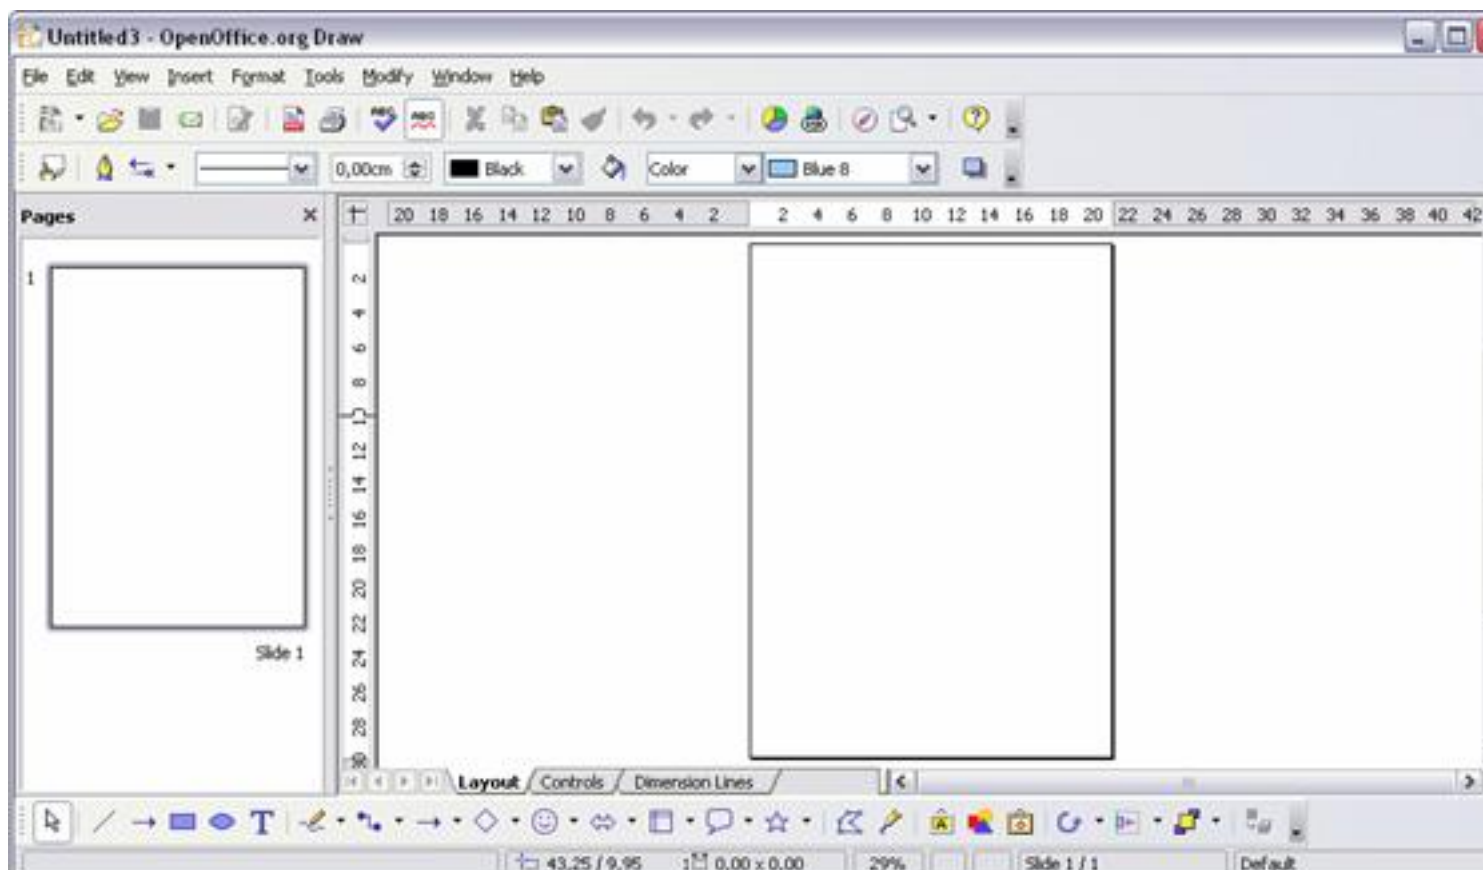 Untitled3 - OpenOffice.org Draw
File Edit View Insert Format Tools Modify Window Help
ABC ABC
0,00cm Black Color Blue 8
Pages
20 18 16 14 12 10 8 6 4 2 2 4 6 8 10 12 14 16 18 20 22 24 26 28 30 32 34 36 38 40 42
1
2
4
6
8
12
14
16
18
20
22
24
26
28
30
Slide 1
Layout Controls Dimension Lines
T
43.25 / 9.95 0.00 x 0.00 29% Slide 1 / 1 Default